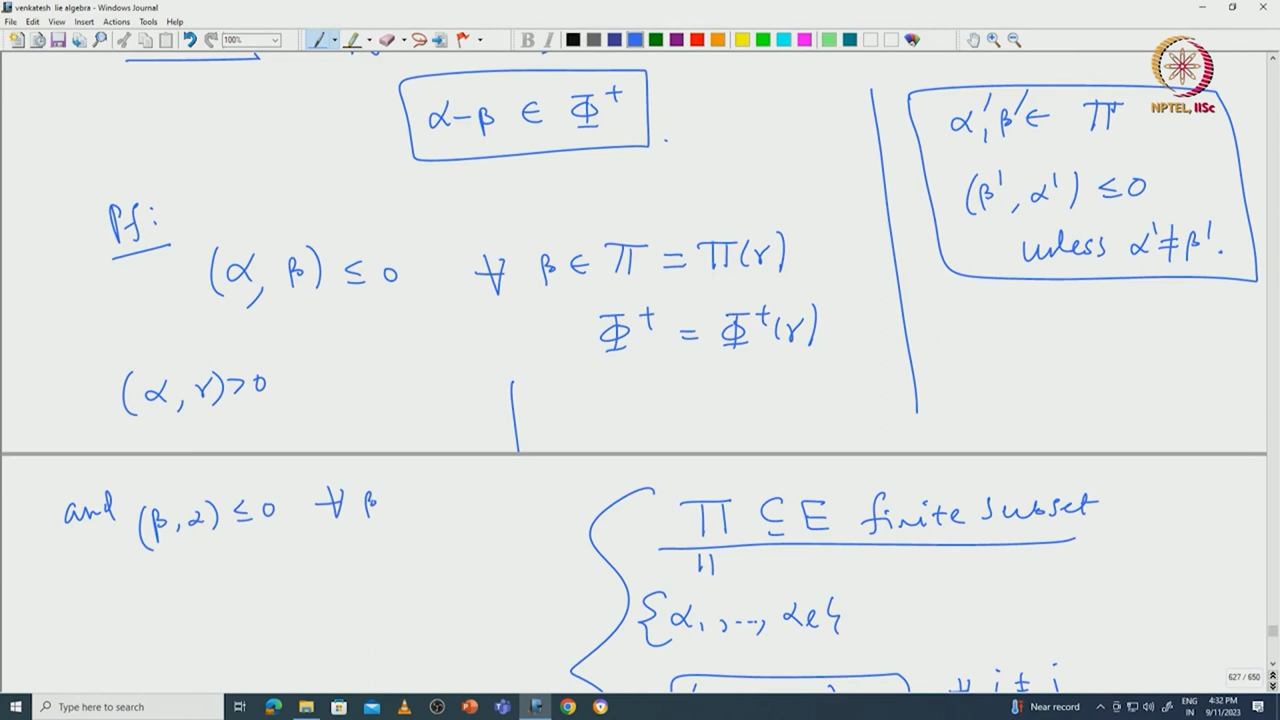 venkatesh lie algebra - Windows Journal
File Edit View Insert Actions Tools Help
100%
B I
NPTEL, IISc
α-β ∈ Φ⁺ .
α', β' ∈ Π
(β', α') ≤ 0
unless α' ≠ β'.
Pf:
(α, β) ≤ 0 ∀ β ∈ Π = Π(γ)
Φ⁺ = Φ⁺(γ)
(α, γ) > 0
and (β, α) ≤ 0 ∀ β
Π ⊆ E finite subset
{α₁, ..., αℓ}
∀ i ≠ j
627 / 650
Type here to search
Near record
ENG
IN
4:32 PM
9/11/2023